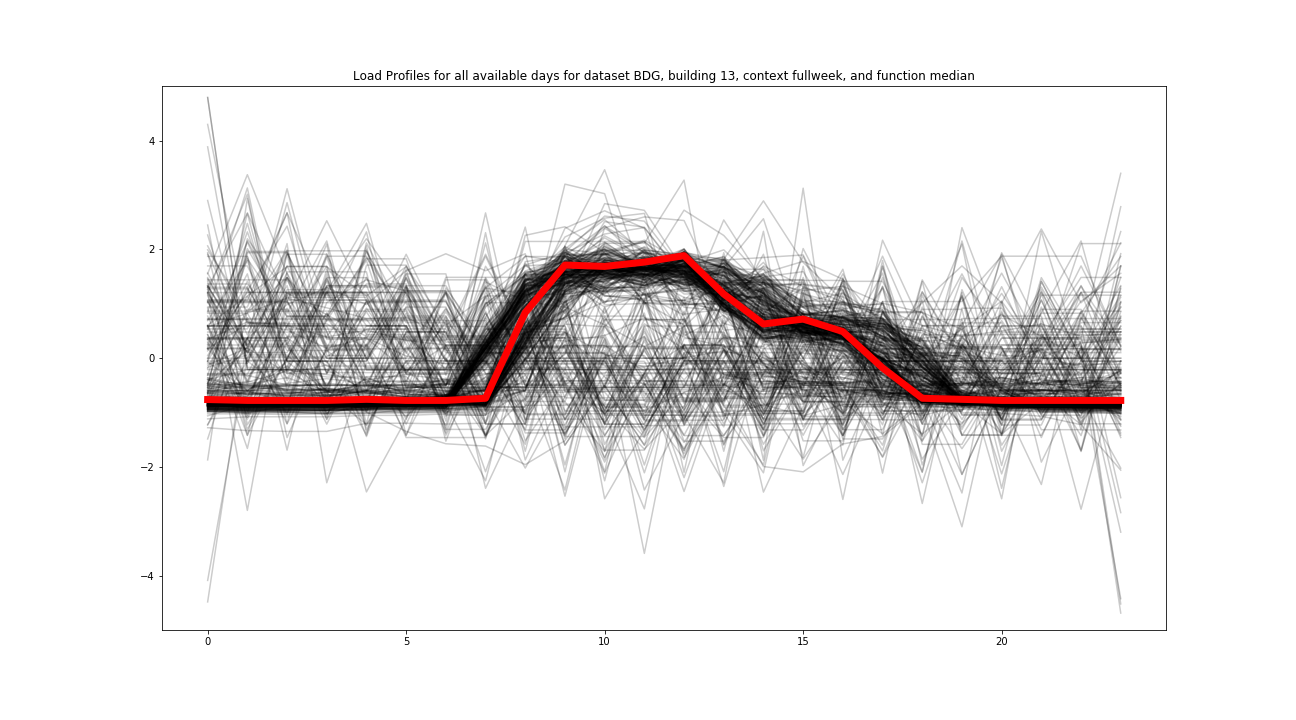 Load Profiles for all available days for dataset BDG, building 13, context fullweek, and function median
4
2
0
−2
−4
0 5 10 15 20